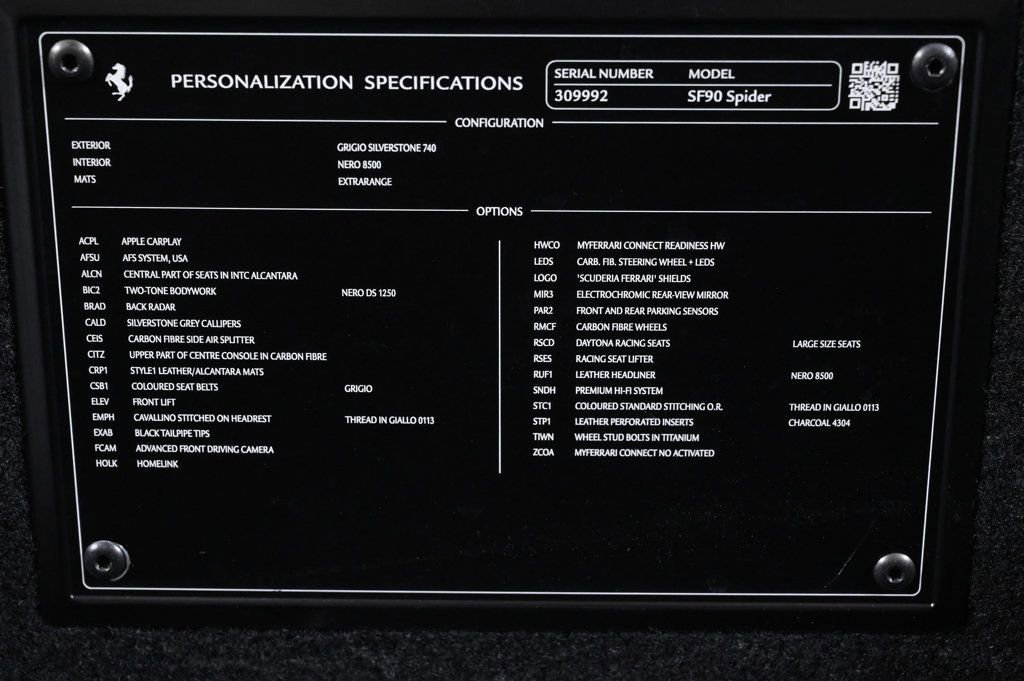 PERSONALIZATION SPECIFICATIONS
SERIAL NUMBER MODEL
309992 SF90 Spider
CONFIGURATION
EXTERIOR GRIGIO SILVERSTONE 740
INTERIOR NERO 8500
MATS EXTRARANGE
OPTIONS
ACPL APPLE CARPLAY
AFSU AFS SYSTEM, USA
ALCN CENTRAL PART OF SEATS IN INTC ALCANTARA
BIC2 TWO-TONE BODYWORK NERO DS 1250
BRAD BACK RADAR
CALD SILVERSTONE GREY CALLIPERS
CEIS CARBON FIBRE SIDE AIR SPLITTER
CITZ UPPER PART OF CENTRE CONSOLE IN CARBON FIBRE
CRP1 STYLE1 LEATHER/ALCANTARA MATS
CSB1 COLOURED SEAT BELTS GRIGIO
ELEV FRONT LIFT
EMPH CAVALLINO STITCHED ON HEADREST THREAD IN GIALLO 0113
EXAB BLACK TAILPIPE TIPS
FCAM ADVANCED FRONT DRIVING CAMERA
HOLK HOMELINK
HWCO MYFERRARI CONNECT READINESS HW
LEDS CARB. FIB. STEERING WHEEL + LEDS
LOGO 'SCUDERIA FERRARI' SHIELDS
MIR3 ELECTROCHROMIC REAR-VIEW MIRROR
PAR2 FRONT AND REAR PARKING SENSORS
RMCF CARBON FIBRE WHEELS
RSCD DAYTONA RACING SEATS LARGE SIZE SEATS
RSES RACING SEAT LIFTER
RUF1 LEATHER HEADLINER NERO 8500
SNDH PREMIUM HI-FI SYSTEM
STC1 COLOURED STANDARD STITCHING O.R. THREAD IN GIALLO 0113
STP1 LEATHER PERFORATED INSERTS CHARCOAL 4304
TIWN WHEEL STUD BOLTS IN TITANIUM
ZCOA MYFERRARI CONNECT NO ACTIVATED